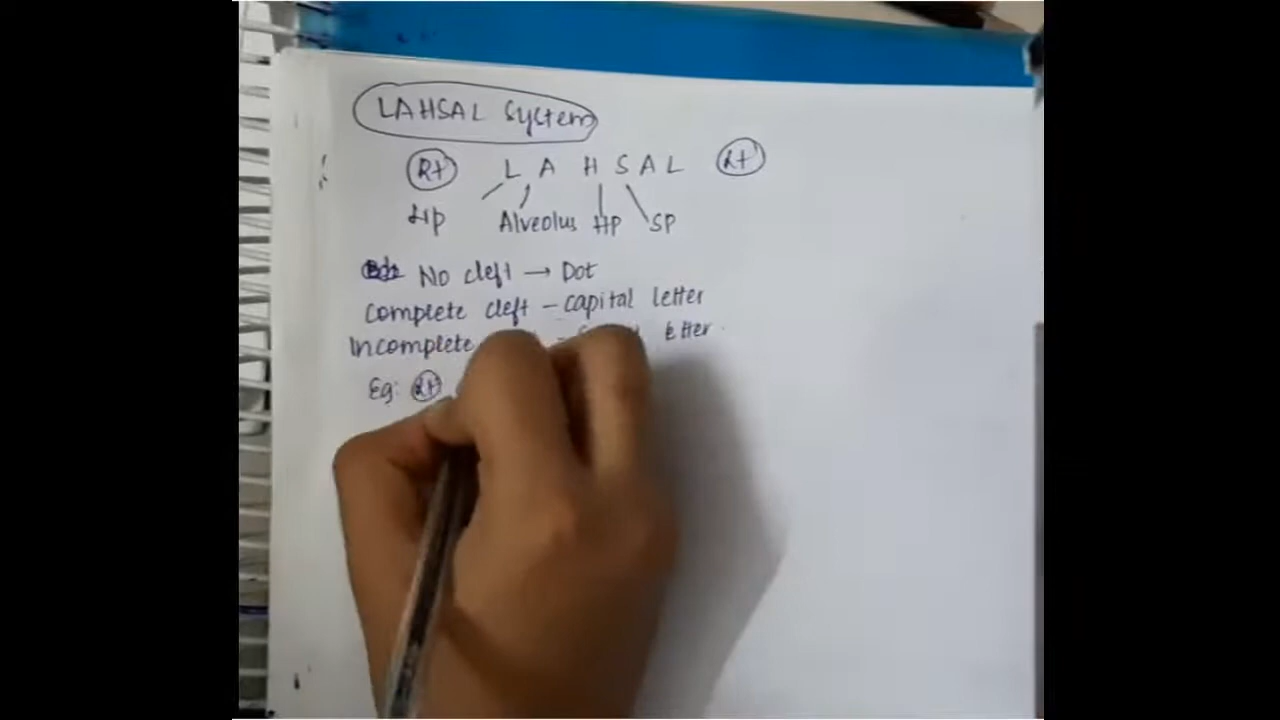 LAHSAL System
Rt L A H S A L Lt
Lip Alveolus HP SP
No cleft → Dot
Complete cleft - capital letter
Incomplete - letter
Eg: Rt